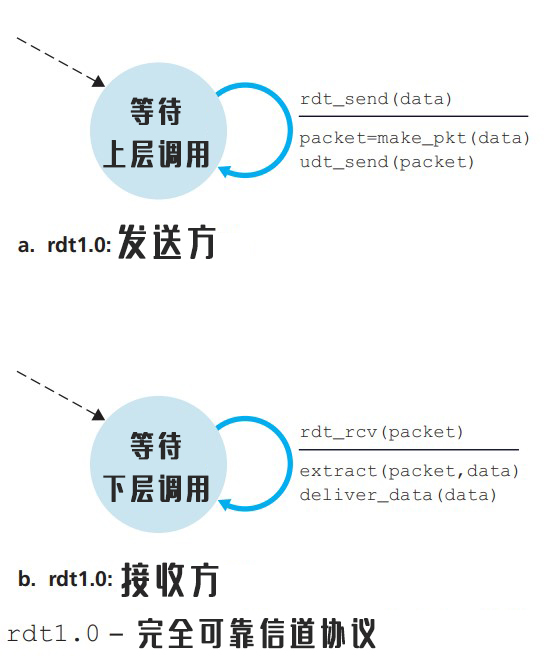 等待
上层调用
rdt_send(data)
packet=make_pkt(data)
udt_send(packet)
a. rdt1.0: 发送方
等待
下层调用
rdt_rcv(packet)
extract(packet,data)
deliver_data(data)
b. rdt1.0: 接收方
rdt1.0 – 完全可靠信道协议